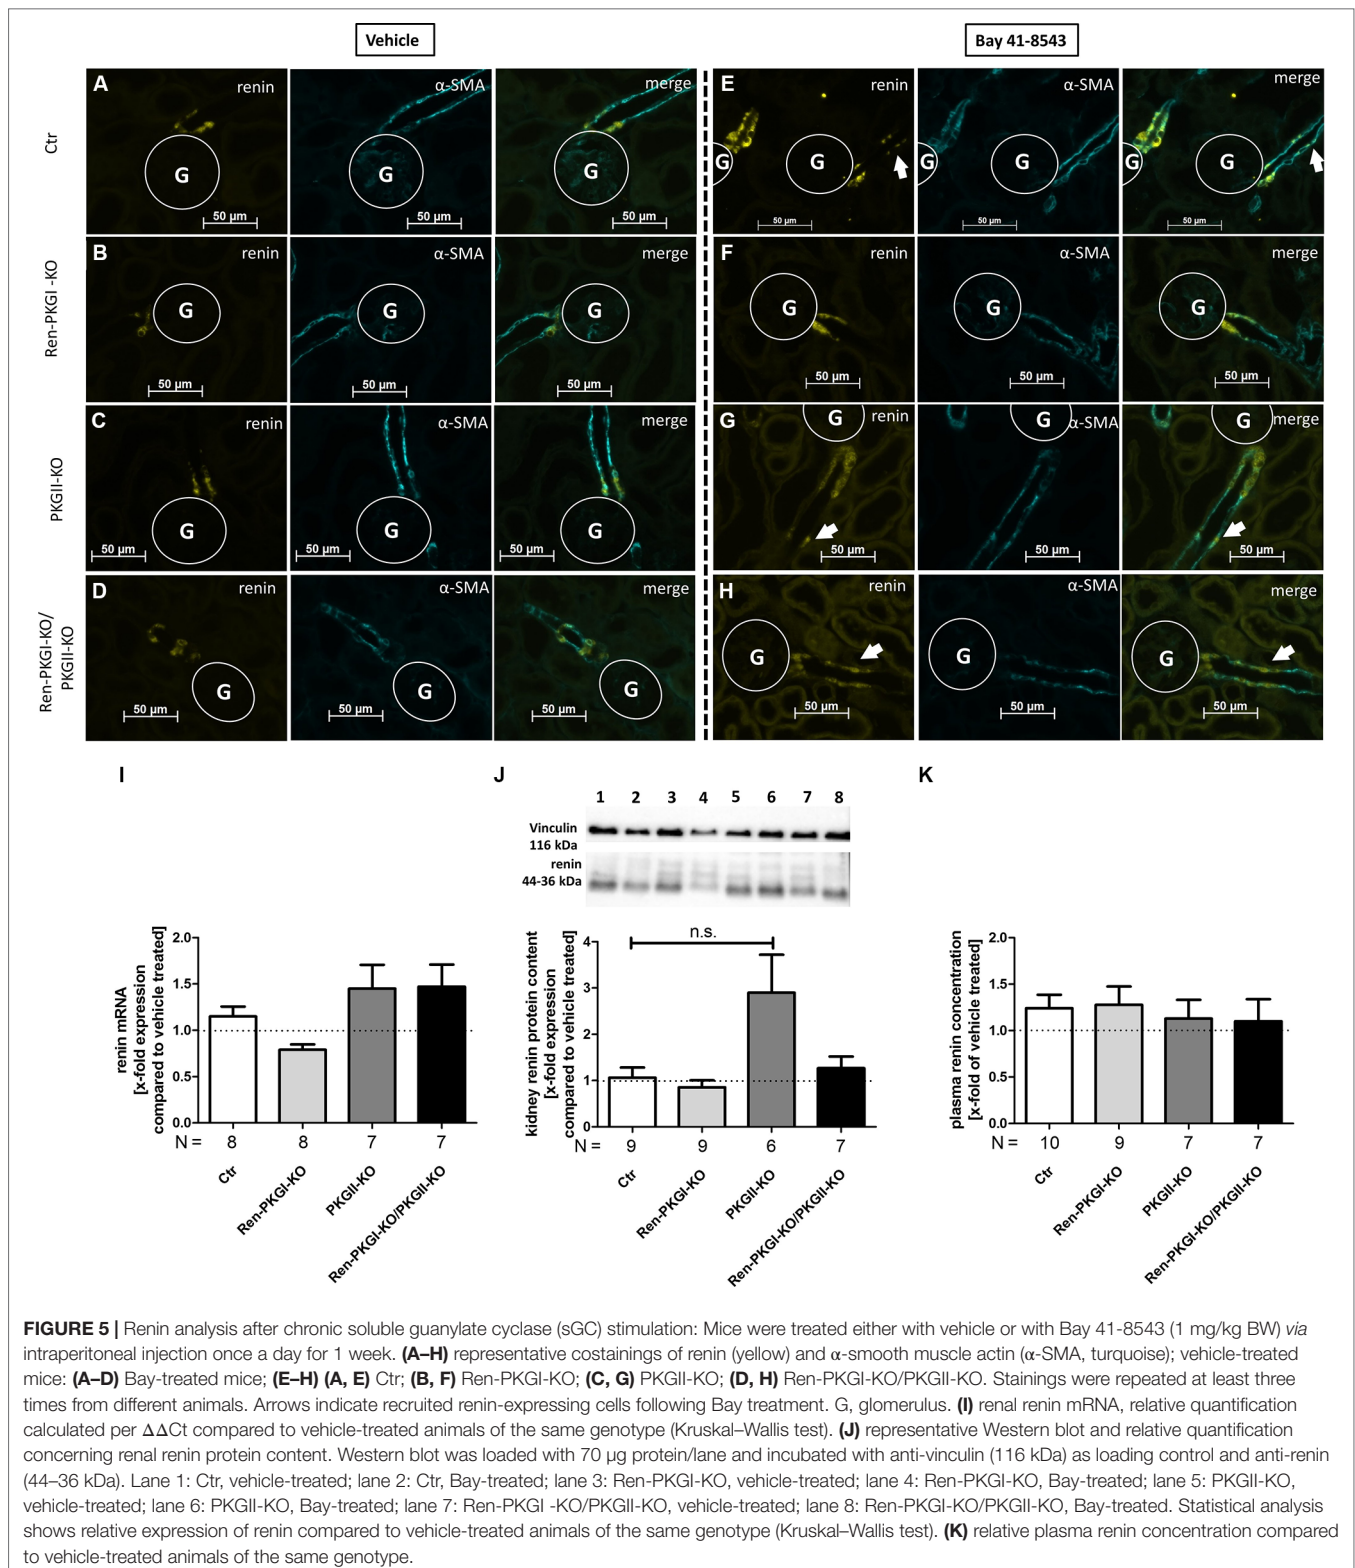 Vehicle
Bay 41-8543
Ctr
A
renin
α-SMA
merge
G
G
G
50 µm
50 µm
50 µm
E
renin
α-SMA
merge
G
G
G
G
G
G
50 µm
50 µm
50 µm
Ren-PKGI -KO
B
renin
α-SMA
merge
G
G
G
50 µm
50 µm
50 µm
F
renin
α-SMA
merge
G
G
G
50 µm
50 µm
50 µm
PKGII-KO
C
renin
α-SMA
merge
G
G
G
50 µm
50 µm
50 µm
G
renin
α-SMA
merge
G
G
G
50 µm
50 µm
50 µm
Ren-PKGI-KO/
PKGII-KO
D
renin
α-SMA
merge
G
G
G
50 µm
50 µm
50 µm
H
renin
α-SMA
merge
G
G
G
50 µm
50 µm
50 µm
I
renin mRNA
[x-fold expression
compared to vehicle treated]
2.0
1.5
1.0
0.5
0.0
N = 8 8 7 7
Ctr
Ren-PKGI-KO
PKGII-KO
Ren-PKGI-KO/PKGII-KO
J
1 2 3 4 5 6 7 8
Vinculin
116 kDa
renin
44-36 kDa
kidney renin protein content
[x-fold expression
compared to vehicle treated]
4
3
2
1
0
n.s.
N = 9 9 6 7
Ctr
Ren-PKGI-KO
PKGII-KO
Ren-PKGI-KO/PKGII-KO
K
plasma renin concentration
[x-fold of vehicle treated]
2.0
1.5
1.0
0.5
0.0
N = 10 9 7 7
Ctr
Ren-PKGI-KO
PKGII-KO
Ren-PKGI-KO/PKGII-KO
FIGURE 5 | Renin analysis after chronic soluble guanylate cyclase (sGC) stimulation: Mice were treated either with vehicle or with Bay 41-8543 (1 mg/kg BW) via
intraperitoneal injection once a day for 1 week. (A–H) representative costainings of renin (yellow) and α-smooth muscle actin (α-SMA, turquoise); vehicle-treated
mice: (A–D) Bay-treated mice; (E–H) (A, E) Ctr; (B, F) Ren-PKGI-KO; (C, G) PKGII-KO; (D, H) Ren-PKGI-KO/PKGII-KO. Stainings were repeated at least three
times from different animals. Arrows indicate recruited renin-expressing cells following Bay treatment. G, glomerulus. (I) renal renin mRNA, relative quantification
calculated per ΔΔCt compared to vehicle-treated animals of the same genotype (Kruskal–Wallis test). (J) representative Western blot and relative quantification
concerning renal renin protein content. Western blot was loaded with 70 µg protein/lane and incubated with anti-vinculin (116 kDa) as loading control and anti-renin
(44–36 kDa). Lane 1: Ctr, vehicle-treated; lane 2: Ctr, Bay-treated; lane 3: Ren-PKGI-KO, vehicle-treated; lane 4: Ren-PKGI-KO, Bay-treated; lane 5: PKGII-KO,
vehicle-treated; lane 6: PKGII-KO, Bay-treated; lane 7: Ren-PKGI -KO/PKGII-KO, vehicle-treated; lane 8: Ren-PKGI-KO/PKGII-KO, Bay-treated. Statistical analysis
shows relative expression of renin compared to vehicle-treated animals of the same genotype (Kruskal–Wallis test). (K) relative plasma renin concentration compared
to vehicle-treated animals of the same genotype.